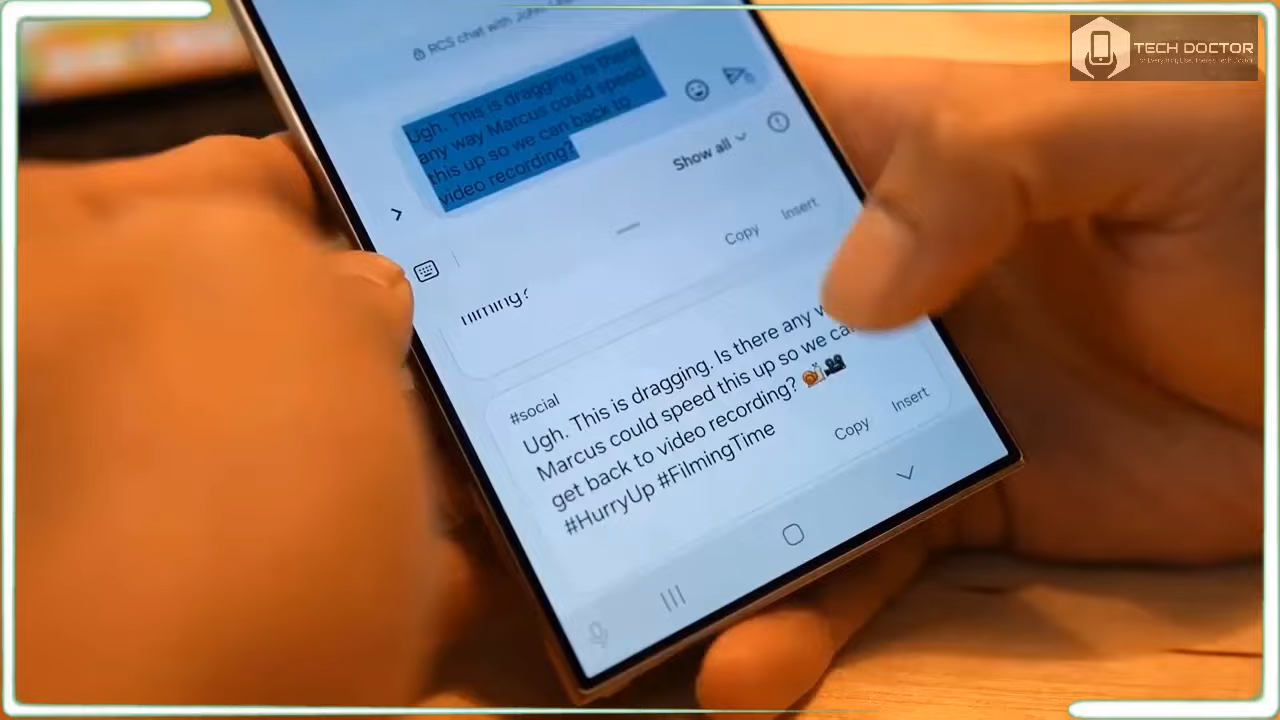 RCS chat with John
Ugh. This is dragging. Is there
any way Marcus could speed
this up so we can back to
video recording?
Show all
Copy Insert
filming?
Copy Insert
#social
Ugh. This is dragging. Is there any
Marcus could speed this up so we can
get back to video recording? 🐌🎥
#HurryUp #FilmingTime
TECH DOCTOR